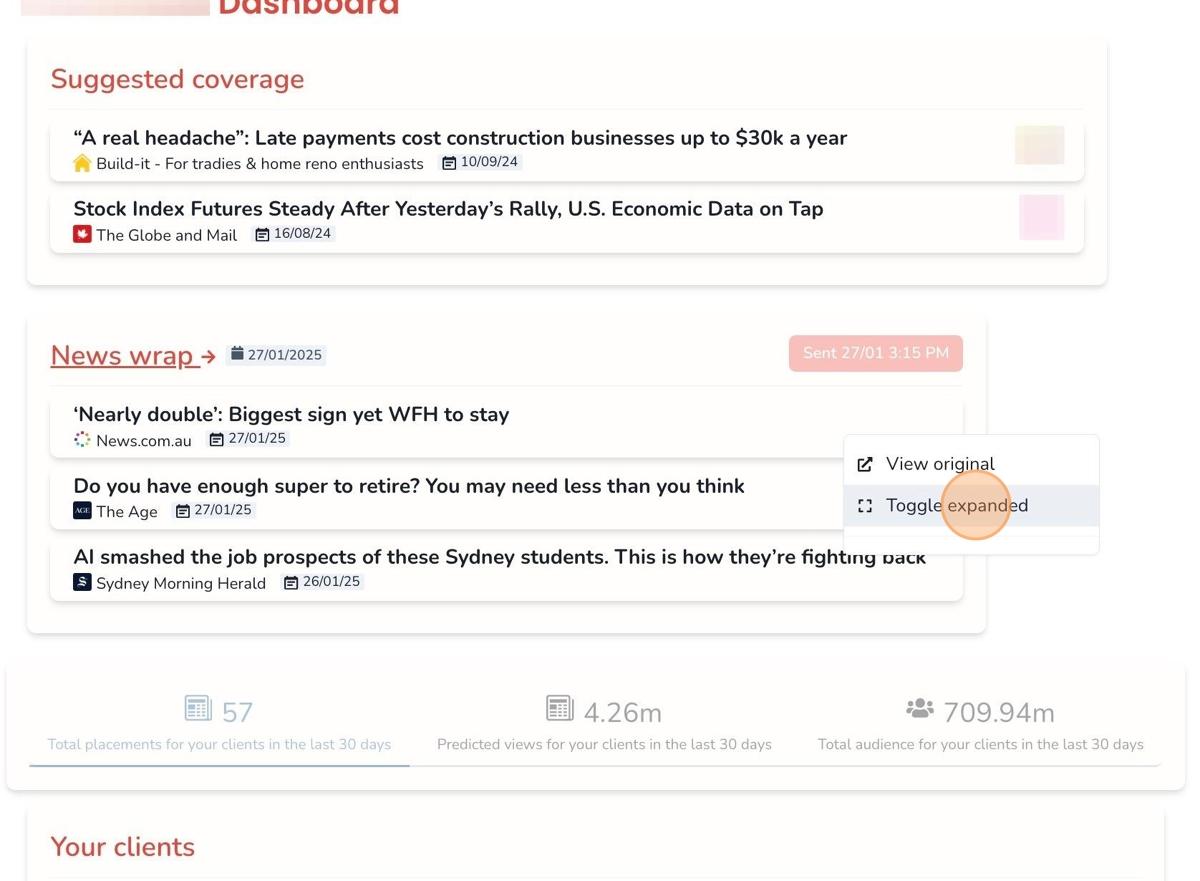 Dashboard
Suggested coverage
“A real headache”: Late payments cost construction businesses up to $30k a year
Build-it - For tradies & home reno enthusiasts 10/09/24
Stock Index Futures Steady After Yesterday’s Rally, U.S. Economic Data on Tap
The Globe and Mail 16/08/24
News wrap → 27/01/2025 Sent 27/01 3:15 PM
‘Nearly double’: Biggest sign yet WFH to stay
News.com.au 27/01/25
View original
Toggle expanded
Do you have enough super to retire? You may need less than you think
AGE The Age 27/01/25
AI smashed the job prospects of these Sydney students. This is how they’re fighting back
Sydney Morning Herald 26/01/25
57
Total placements for your clients in the last 30 days
4.26m
Predicted views for your clients in the last 30 days
709.94m
Total audience for your clients in the last 30 days
Your clients